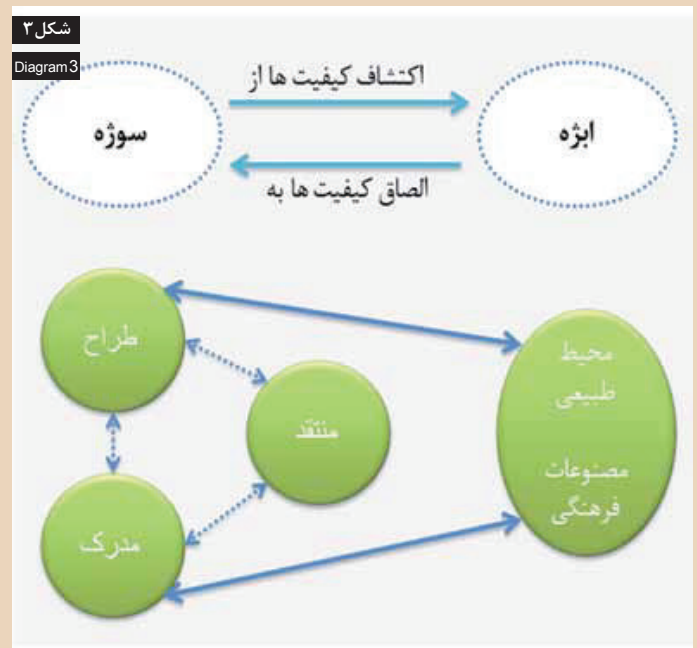 شکل۳
Diagram 3
اکتشاف کیفیت ها از
ابژه
سوژه
الصاق کیفیت ها به
طراح
منتقد
مدرک
محیط
طبیعی
مصنوعات
فرهنگی